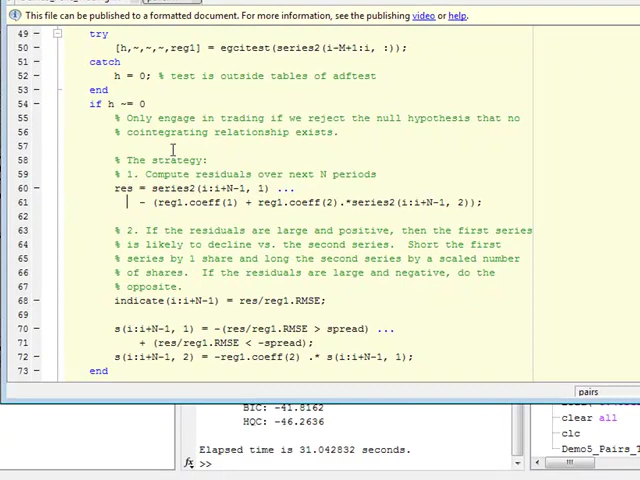 This file can be published to a formatted document. For more information, see the publishing video or help.
49 try
50 [h,~,~,~,reg1] = egcitest(series2(i-M+1:i, :));
51 catch
52 h = 0; % test is outside tables of adftest
53 end
54 if h ~= 0
55 % Only engage in trading if we reject the null hypothesis that no
56 % cointegrating relationship exists.
57
58 % The strategy:
59 % 1. Compute residuals over next N periods
60 res = series2(i:i+N-1, 1) ...
61 - (reg1.coeff(1) + reg1.coeff(2).*series2(i:i+N-1, 2));
62
63 % 2. If the residuals are large and positive, then the first series
64 % is likely to decline vs. the second series. Short the first
65 % series by 1 share and long the second series by a scaled number
66 % of shares. If the residuals are large and negative, do the
67 % opposite.
68 indicate(i:i+N-1) = res/reg1.RMSE;
69
70 s(i:i+N-1, 1) = -(res/reg1.RMSE > spread) ...
71 + (res/reg1.RMSE < -spread);
72 s(i:i+N-1, 2) = -reg1.coeff(2) .* s(i:i+N-1, 1);
73 end
pairs
BIC: -41.8162
HQC: -46.2636
Elapsed time is 31.042832 seconds.
fx >>
clear all
clc
Demo5_Pairs_T